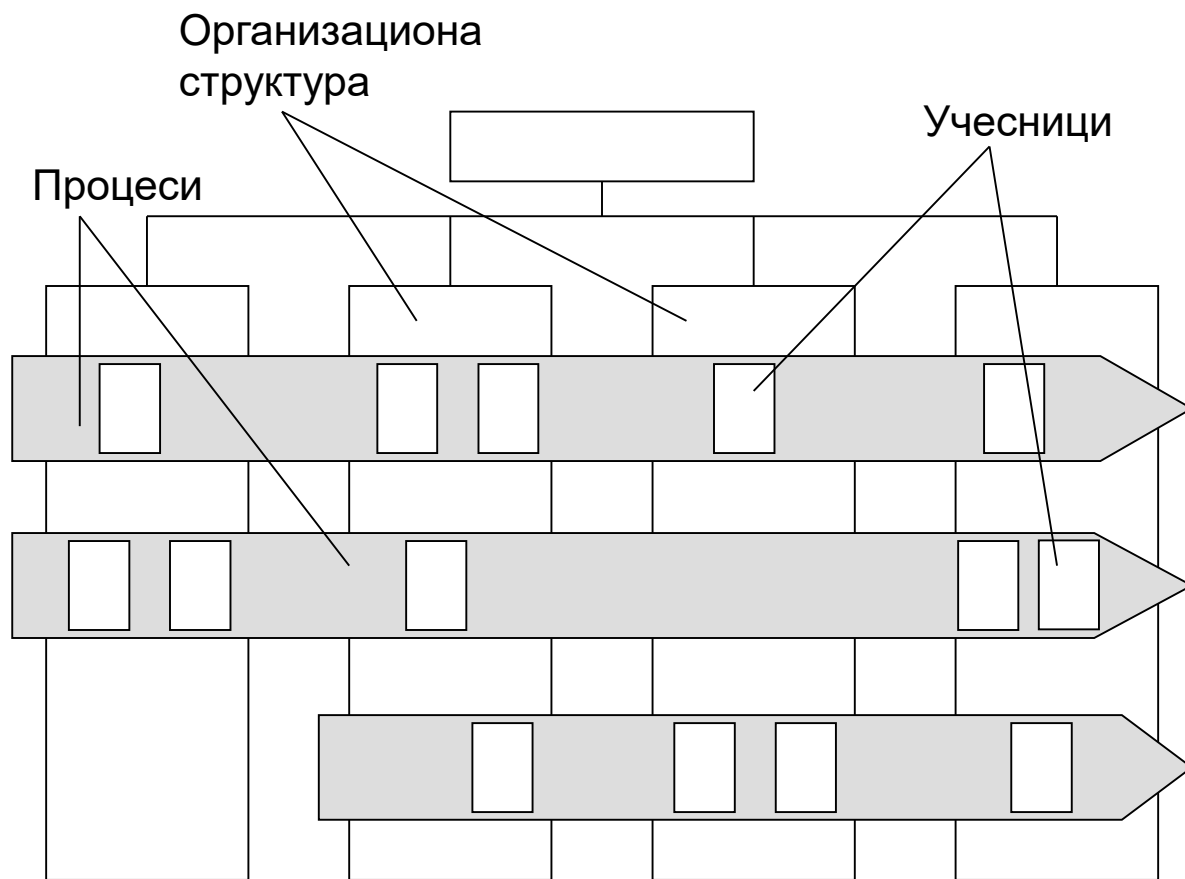 Организациона
структура
Учесници
Процеси